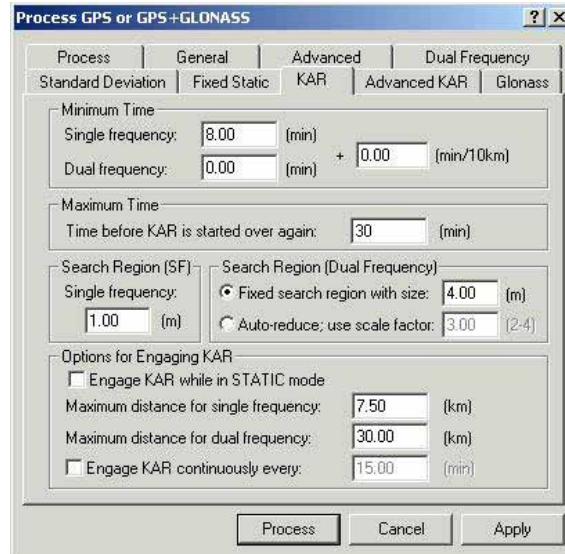 Process GPS or GPS+GLONASS
Process General Advanced Dual Frequency
Standard Deviation Fixed Static KAR Advanced KAR Glonass
Minimum Time
Single frequency: 8.00 (min)
+ 0.00 (min/10km)
Dual frequency: 0.00 (min)
Maximum Time
Time before KAR is started over again: 30 (min)
Search Region (SF)
Single frequency:
1.00 (m)
Search Region (Dual Frequency)
Fixed search region with size: 4.00 (m)
Auto-reduce; use scale factor: 3.00 (2-4)
Options for Engaging KAR
Engage KAR while in STATIC mode
Maximum distance for single frequency: 7.50 (km)
Maximum distance for dual frequency: 30.00 (km)
Engage KAR continuously every: 15.00 (min)
Process Cancel Apply